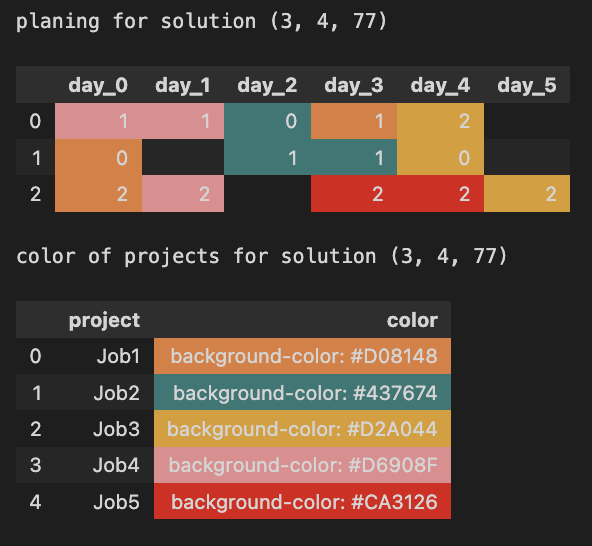 planing for solution (3, 4, 77)
day_0 day_1 day_2 day_3 day_4 day_5
0 1 1 0 1 2
1 0 1 1 0
2 2 2 2 2 2
color of projects for solution (3, 4, 77)
project color
0 Job1 background-color: #D08148
1 Job2 background-color: #437674
2 Job3 background-color: #D2A044
3 Job4 background-color: #D6908F
4 Job5 background-color: #CA3126